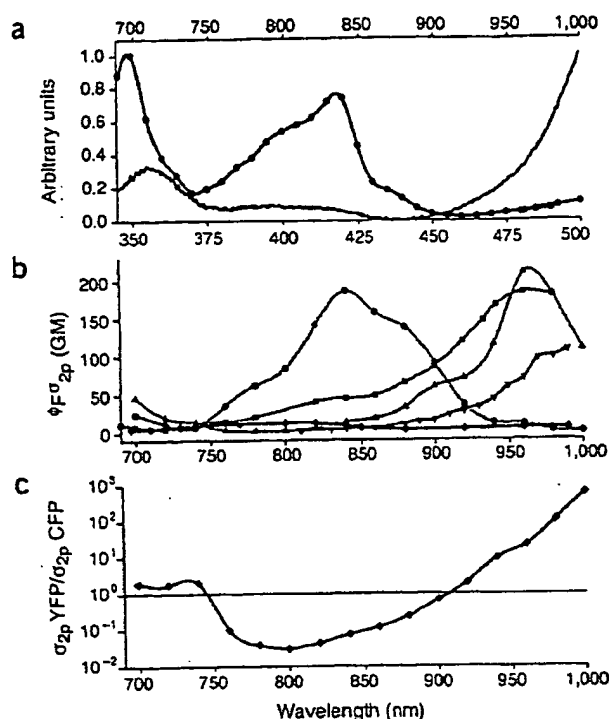 a
700 750 800 850 900 950 1,000
Arbitrary units
1.0
0.8
0.6
0.4
0.2
0.0
350 375 400 425 450 475 500
b
ϕFσ2p (GM)
200
150
100
50
0
700 750 800 850 900 950 1,000
c
σ2p YFP/σ2p CFP
10³
10²
10¹
10⁰
10⁻¹
10⁻²
700 750 800 850 900 950 1,000
Wavelength (nm)